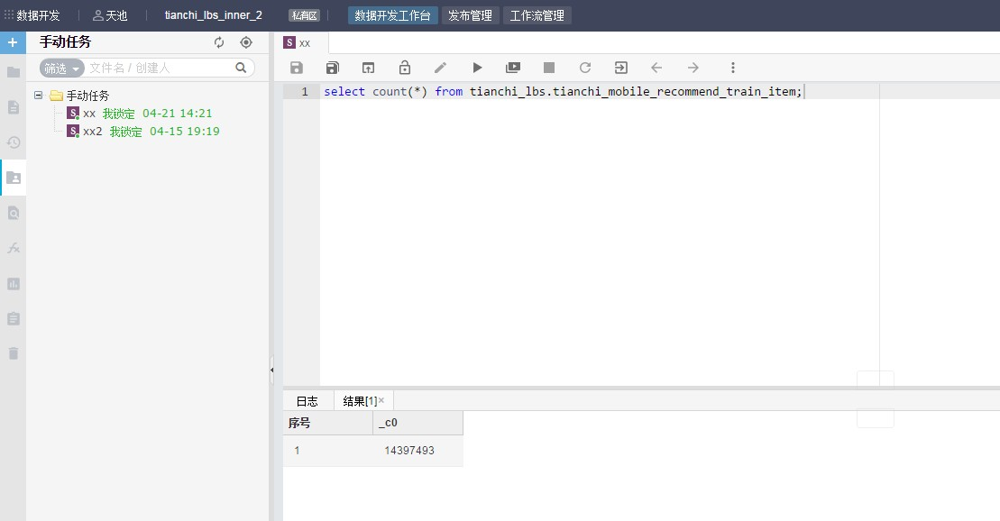 数据开发 天池 tianchi_lbs_inner_2 私有区 数据开发工作台 发布管理 工作流管理
手动任务
xx
筛选 文件名 / 创建人
手动任务
xx 我锁定 04-21 14:21
xx2 我锁定 04-15 19:19
1 select count(*) from tianchi_lbs.tianchi_mobile_recommend_train_item;
日志 结果[1]×
序号 _c0
1 14397493